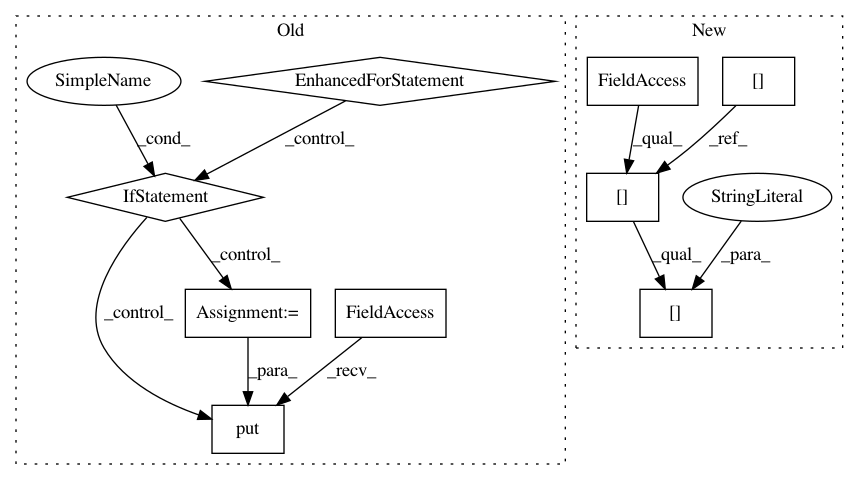 Old
New
SimpleName
EnhancedForStatement
FieldAccess
[]
_cond_
_control_
_qual_
_ref_
IfStatement
[]
StringLiteral
_control_
_qual_
_para_
_control_
Assignment:=
FieldAccess
[]
_para_
_recv_
put